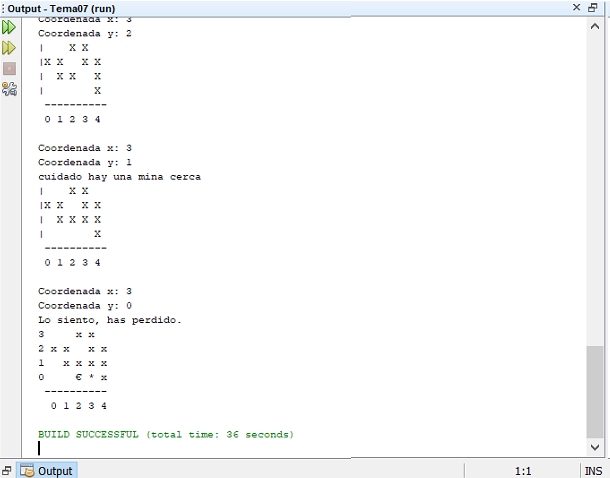 Output - Tema07 (run)
Coordenada x: 3
Coordenada y: 2
|    X X
|X X   X X
|  X X   X
|        X
----------
0 1 2 3 4
Coordenada x: 3
Coordenada y: 1
cuidado hay una mina cerca
|    X X
|X X   X X
|  X X X X
|        X
----------
0 1 2 3 4
Coordenada x: 3
Coordenada y: 0
Lo siento, has perdido.
3     x x
2 x x   x x
1   x x x x
0     € * x
----------
0 1 2 3 4
BUILD SUCCESSFUL (total time: 36 seconds)
Output 1:1 INS